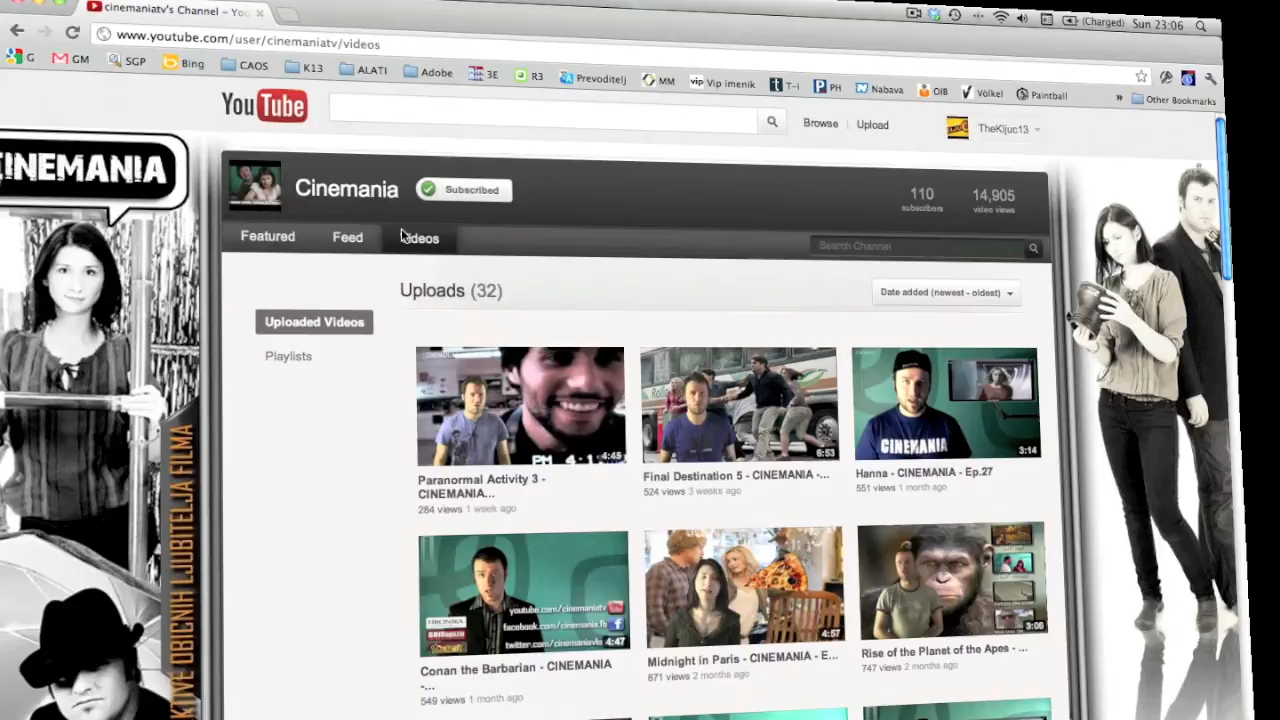 cinemaniatv's Channel – You
(Charged) Sun 23:06
www.youtube.com/user/cinemaniatv/videos
G GM SGP Bing CAOS K13 ALATI Adobe 3E R3 Prevoditelj MM vip Vip imenik T-i PH Nabava OIB Völkel Paintball » Other Bookmarks
YouTube Browse Upload TheKljuc13
CINEMANIA
Cinemania Subscribed 110 14,905
subscribers video views
Featured Feed Videos Search Channel
Uploads (32) Date added (newest - oldest)
Uploaded Videos
Playlists
PM 4:45
6:53
CINEMANIA 3:14
Paranormal Activity 3 -
CINEMANIA...
284 views 1 week ago
Final Destination 5 - CINEMANIA -...
524 views 3 weeks ago
Hanna - CINEMANIA - Ep.27
551 views 1 month ago
youtube.com/cinemaniatv
facebook.com/cinemania.fb
4:47
4:57
3:06
Conan the Barbarian - CINEMANIA
-...
549 views 1 month ago
Midnight in Paris - CINEMANIA - E...
671 views 2 months ago
Rise of the Planet of the Apes - ...
747 views 2 months ago
OBIČNIH LJUBITELJA FILMA